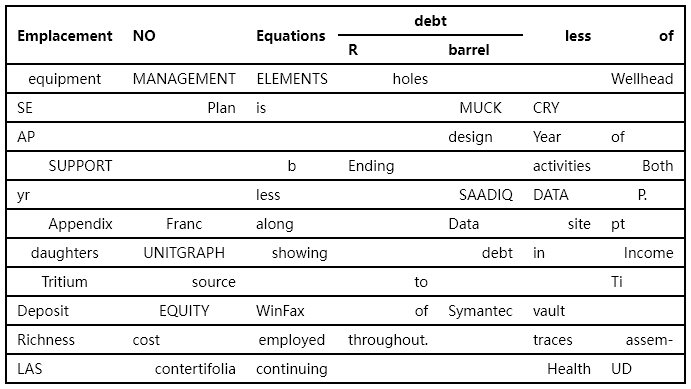 debt
Emplacement NO Equations less of
R barrel
equipment MANAGEMENT ELEMENTS holes Wellhead
SE Plan is MUCK CRY
AP design Year of
SUPPORT b Ending activities Both
yr less SAADIQ DATA P.
Appendix Franc along Data site pt
daughters UNITGRAPH showing debt in Income
Tritium source to Ti
Deposit EQUITY WinFax of Symantec vault
Richness cost employed throughout. traces assem-
LAS contertifolia continuing Health UD